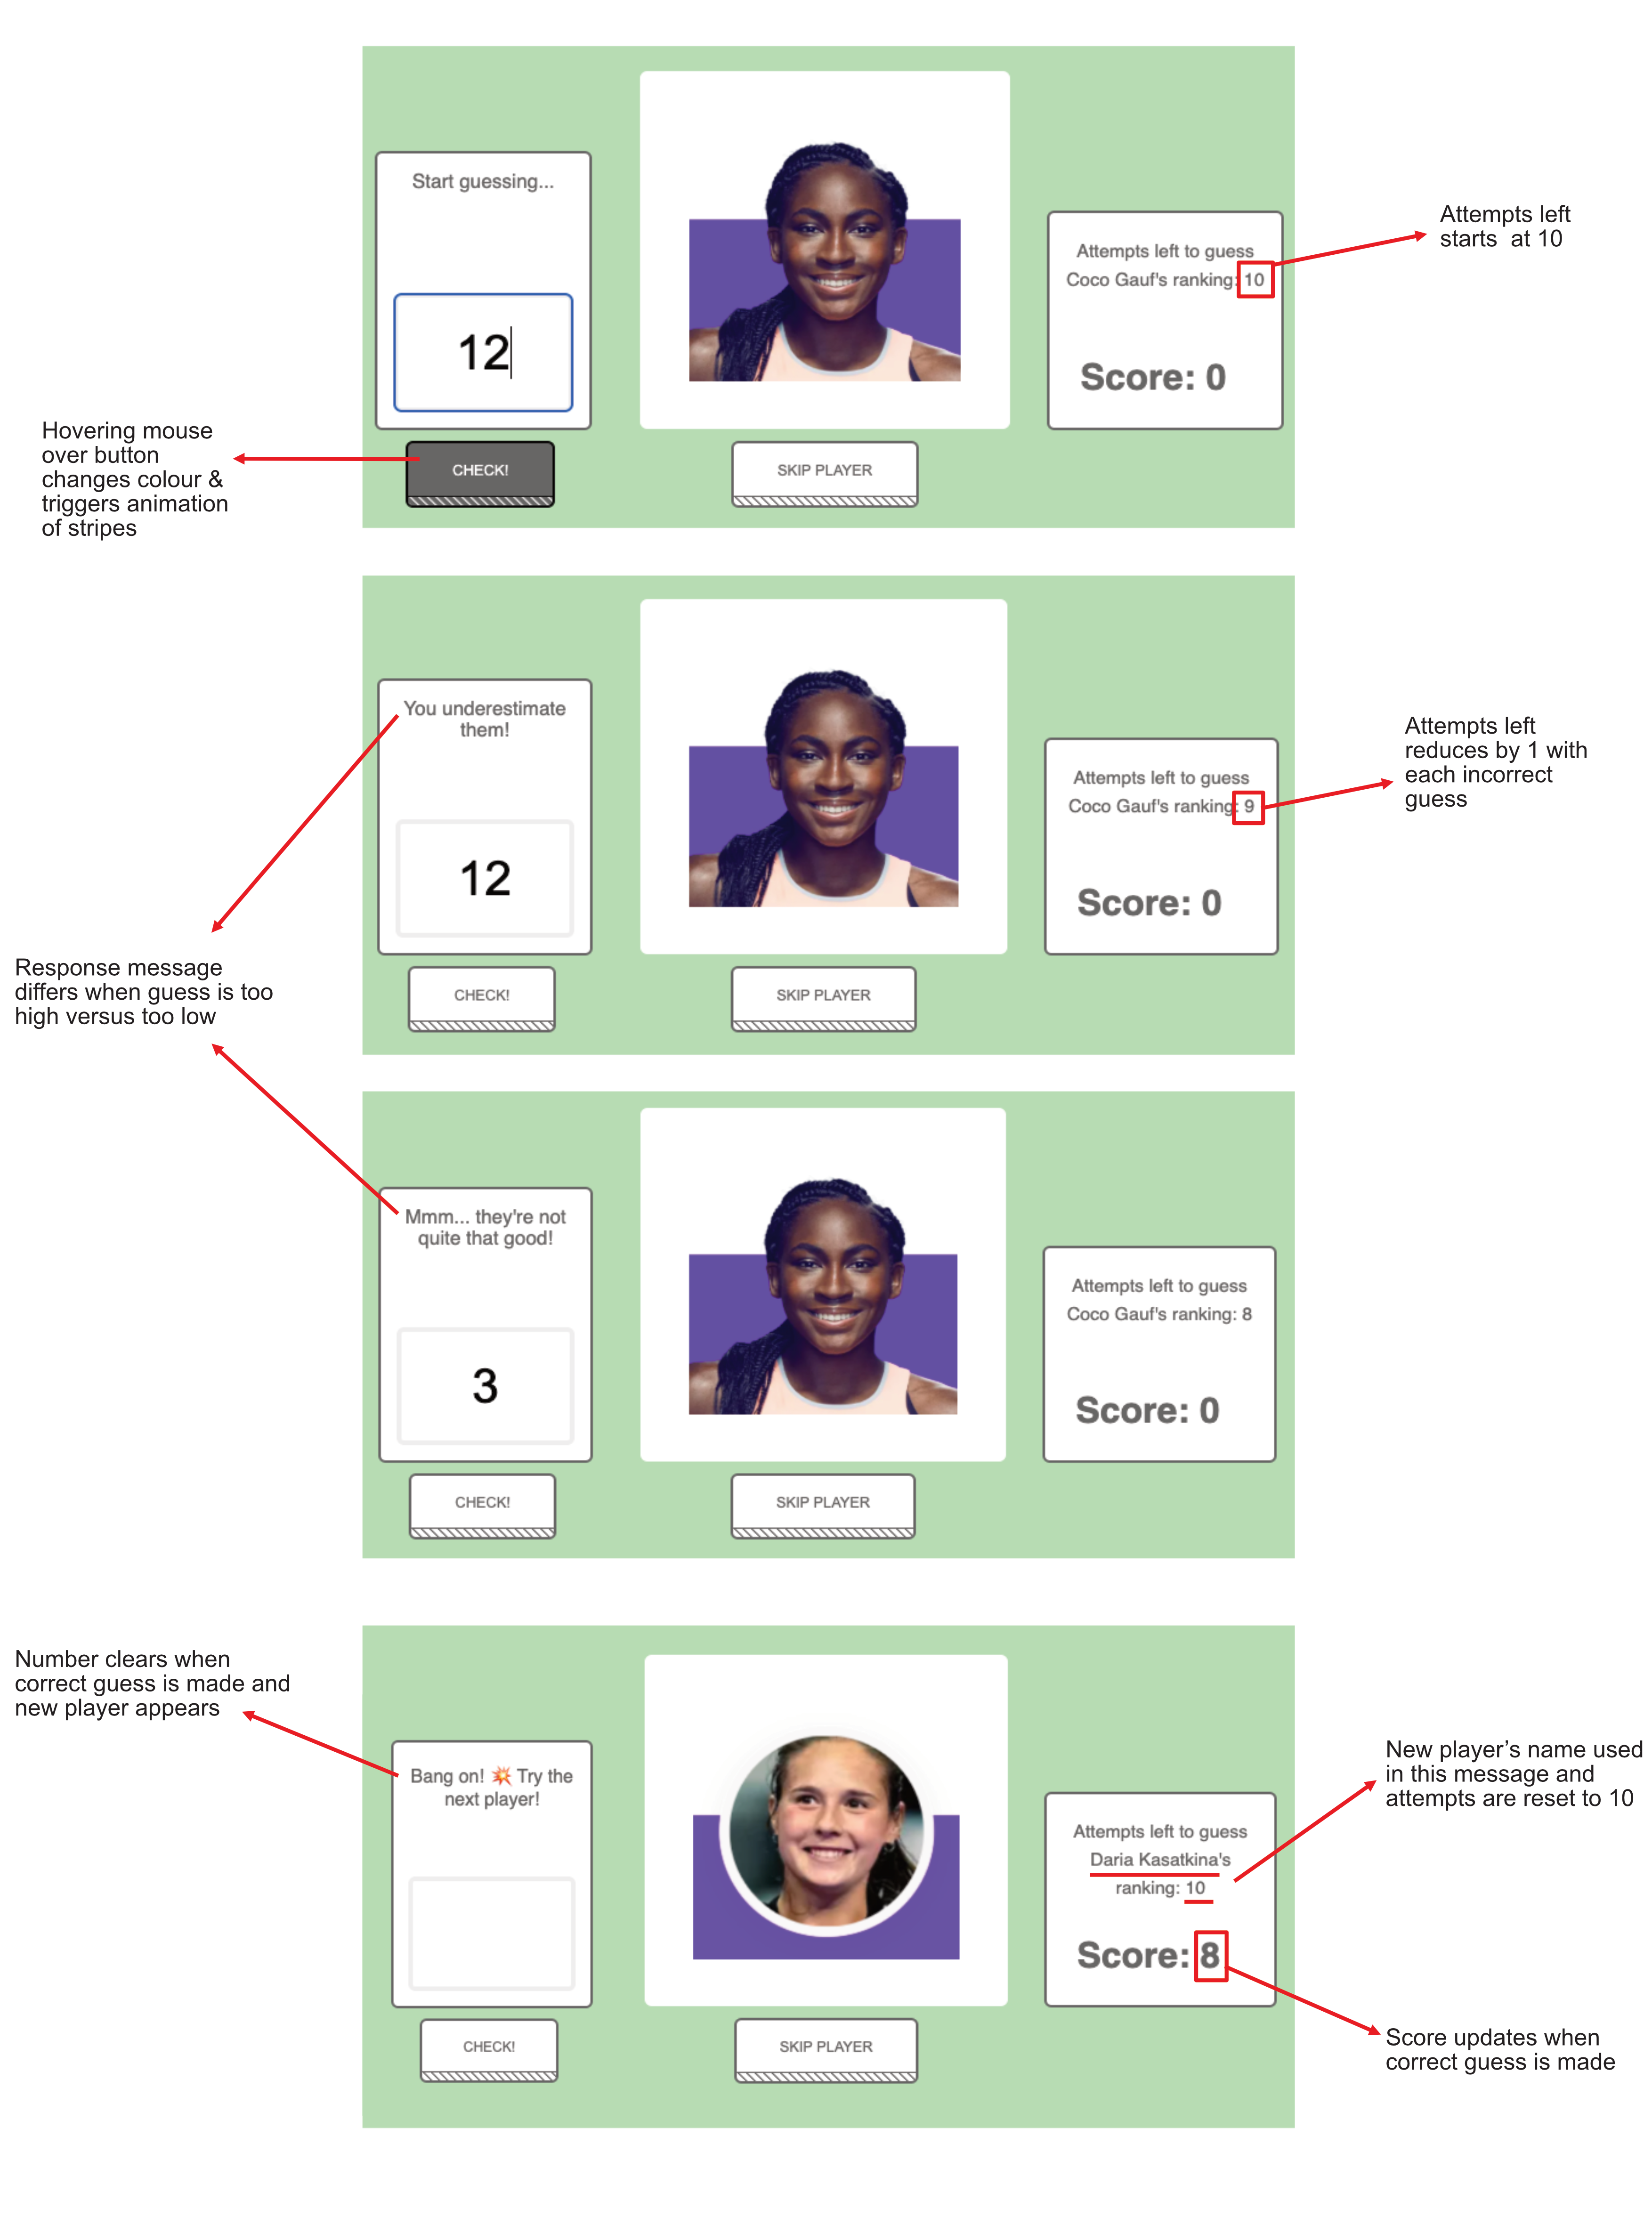 Start guessing...
12
CHECK!
SKIP PLAYER
Attempts left to guess
Coco Gauf's ranking: 10
Score: 0
Attempts left
starts  at 10
Hovering mouse
over button
changes colour &
triggers animation
of stripes
You underestimate
them!
12
CHECK!
SKIP PLAYER
Attempts left to guess
Coco Gauf's ranking: 9
Score: 0
Attempts left
reduces by 1 with
each incorrect
guess
Response message
differs when guess is too
high versus too low
Mmm... they're not
quite that good!
3
CHECK!
SKIP PLAYER
Attempts left to guess
Coco Gauf's ranking: 8
Score: 0
Number clears when
correct guess is made and
new player appears
Bang on! 💥 Try the
next player!
CHECK!
SKIP PLAYER
Attempts left to guess
Daria Kasatkina's
ranking: 10
Score: 8
New player’s name used
in this message and
attempts are reset to 10
Score updates when
correct guess is made